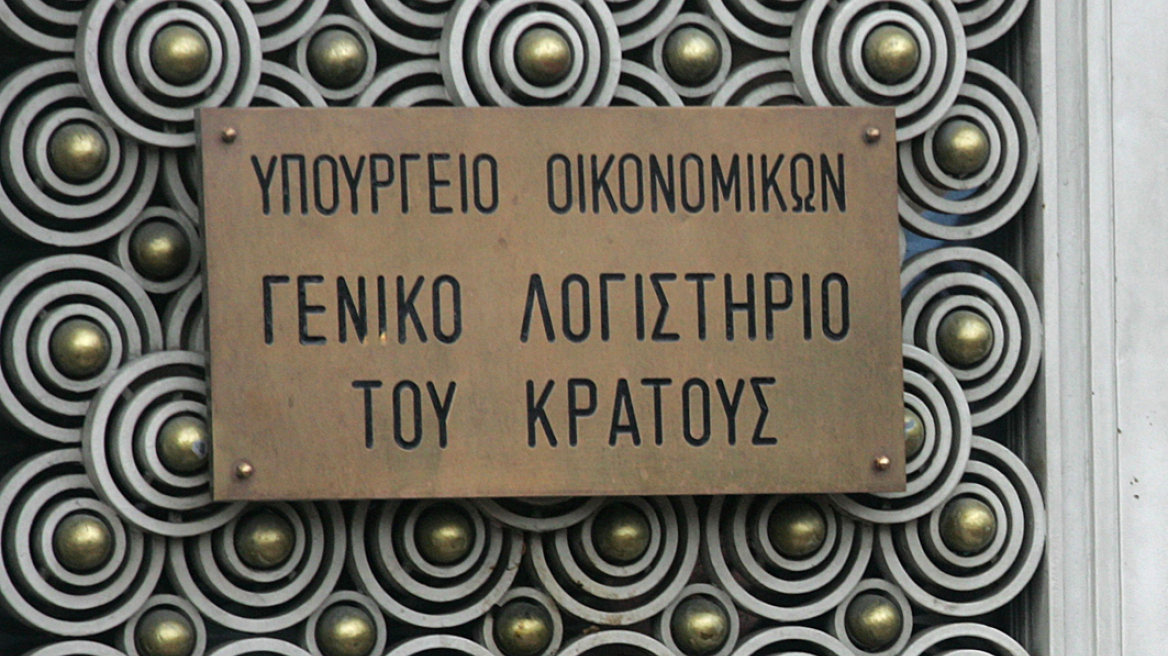 ΥΠΟΥΡΓΕΙΟ ΟΙΚΟΝΟΜΙΚΩΝ
ΓΕΝΙΚΟ ΛΟΓΙΣΤΗΡΙΟ
ΤΟΥ ΚΡΑΤΟΥΣ